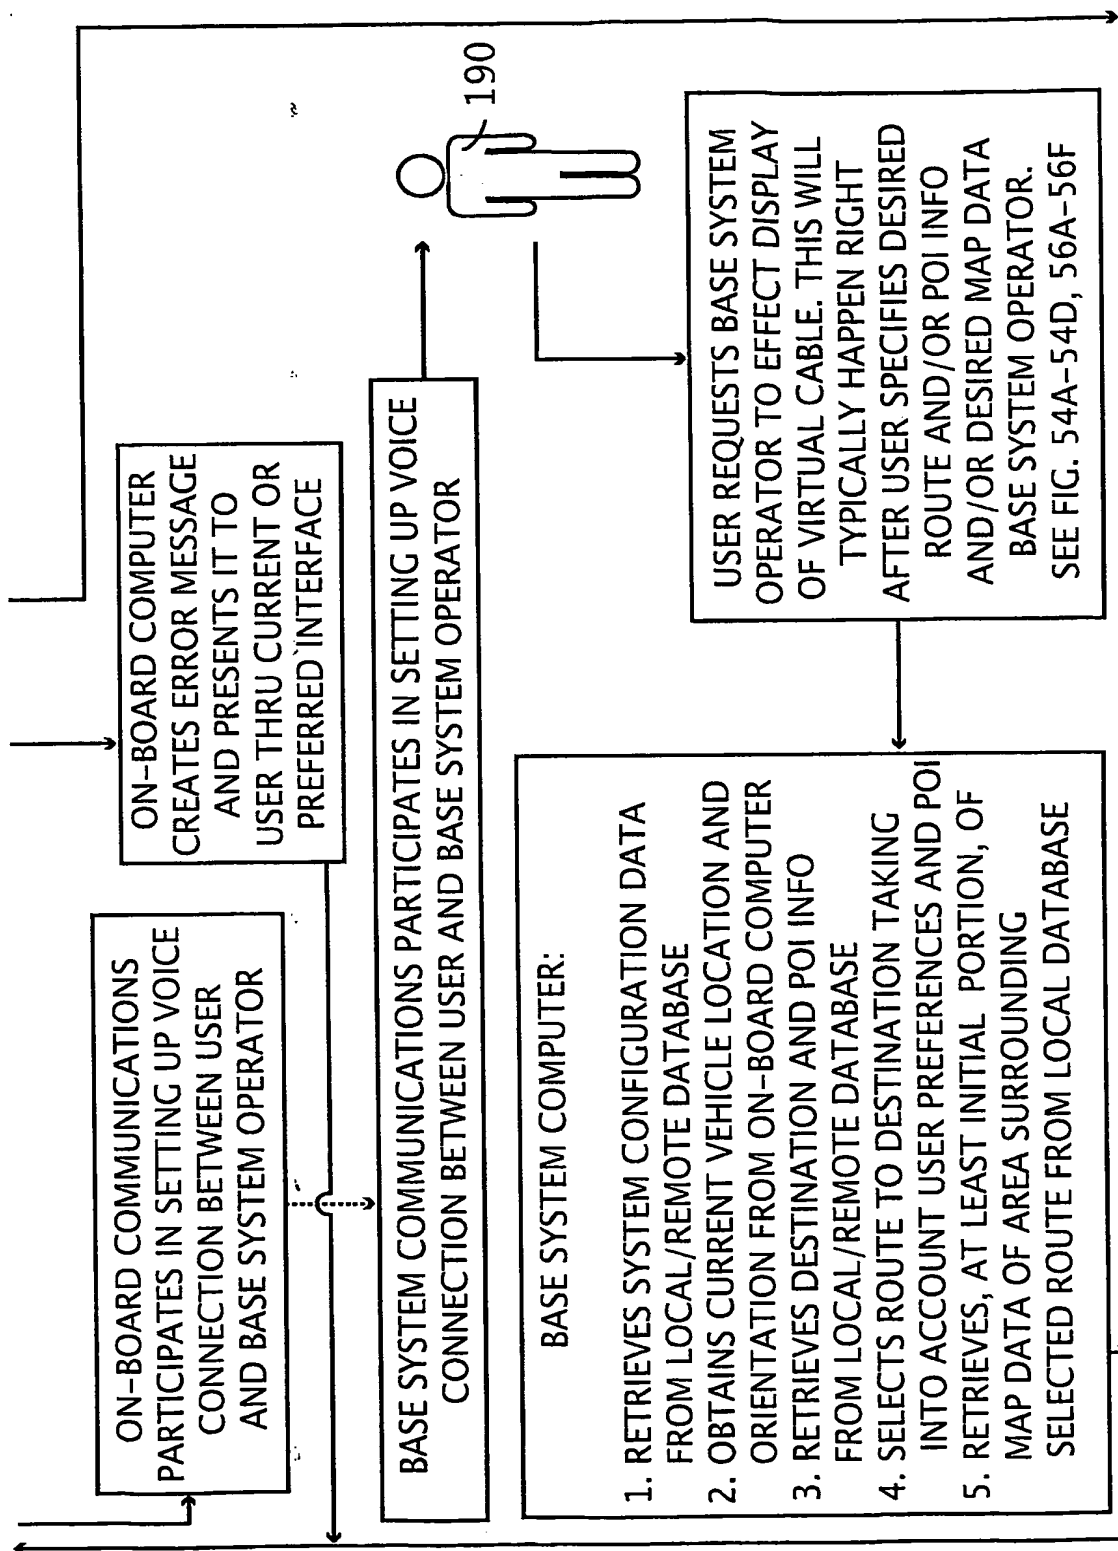 ON-BOARD COMMUNICATIONS
PARTICIPATES IN SETTING UP VOICE
CONNECTION BETWEEN USER
AND BASE SYSTEM OPERATOR
ON-BOARD COMPUTER
CREATES ERROR MESSAGE
AND PRESENTS IT TO
USER THRU CURRENT OR
PREFERRED INTERFACE
BASE SYSTEM COMMUNICATIONS PARTICIPATES IN SETTING UP VOICE
CONNECTION BETWEEN USER AND BASE SYSTEM OPERATOR
190
BASE SYSTEM COMPUTER:
1. RETRIEVES SYSTEM CONFIGURATION DATA
FROM LOCAL/REMOTE DATABASE
2. OBTAINS CURRENT VEHICLE LOCATION AND
ORIENTATION FROM ON-BOARD COMPUTER
3. RETRIEVES DESTINATION AND POI INFO
FROM LOCAL/REMOTE DATABASE
4. SELECTS ROUTE TO DESTINATION TAKING
INTO ACCOUNT USER PREFERENCES AND POI
5. RETRIEVES, AT LEAST INITIAL PORTION, OF
MAP DATA OF AREA SURROUNDING
SELECTED ROUTE FROM LOCAL DATABASE
USER REQUESTS BASE SYSTEM
OPERATOR TO EFFECT DISPLAY
OF VIRTUAL CABLE. THIS WILL
TYPICALLY HAPPEN RIGHT
AFTER USER SPECIFIES DESIRED
ROUTE AND/OR POI INFO
AND/OR DESIRED MAP DATA
BASE SYSTEM OPERATOR.
SEE FIG. 54A-54D, 56A-56F